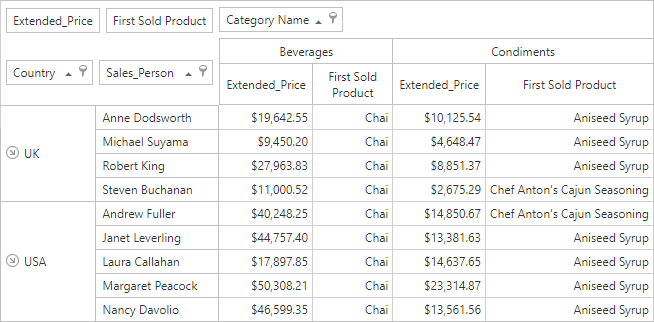 Extended_Price First Sold Product Category Name
Beverages Condiments
Country Sales_Person Extended_Price First Sold Product Extended_Price First Sold Product
UK
Anne Dodsworth $19,642.55 Chai $10,125.54 Aniseed Syrup
Michael Suyama $9,450.20 Chai $4,648.47 Aniseed Syrup
Robert King $27,963.83 Chai $8,851.37 Aniseed Syrup
Steven Buchanan $11,000.52 Chai $2,675.29 Chef Anton's Cajun Seasoning
USA
Andrew Fuller $40,248.25 Chai $14,850.67 Chef Anton's Cajun Seasoning
Janet Leverling $44,757.40 Chai $13,381.63 Aniseed Syrup
Laura Callahan $17,897.85 Chai $14,637.65 Aniseed Syrup
Margaret Peacock $50,308.21 Chai $23,314.87 Aniseed Syrup
Nancy Davolio $46,599.35 Chai $13,561.56 Aniseed Syrup